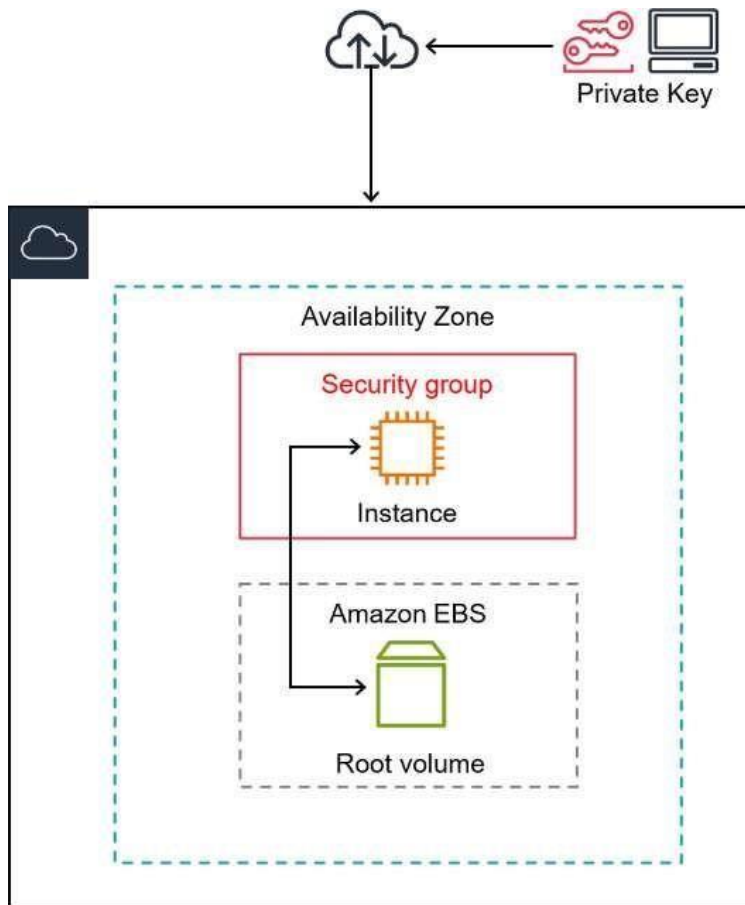 Private Key
Availability Zone
Security group
Instance
Amazon EBS
Root volume